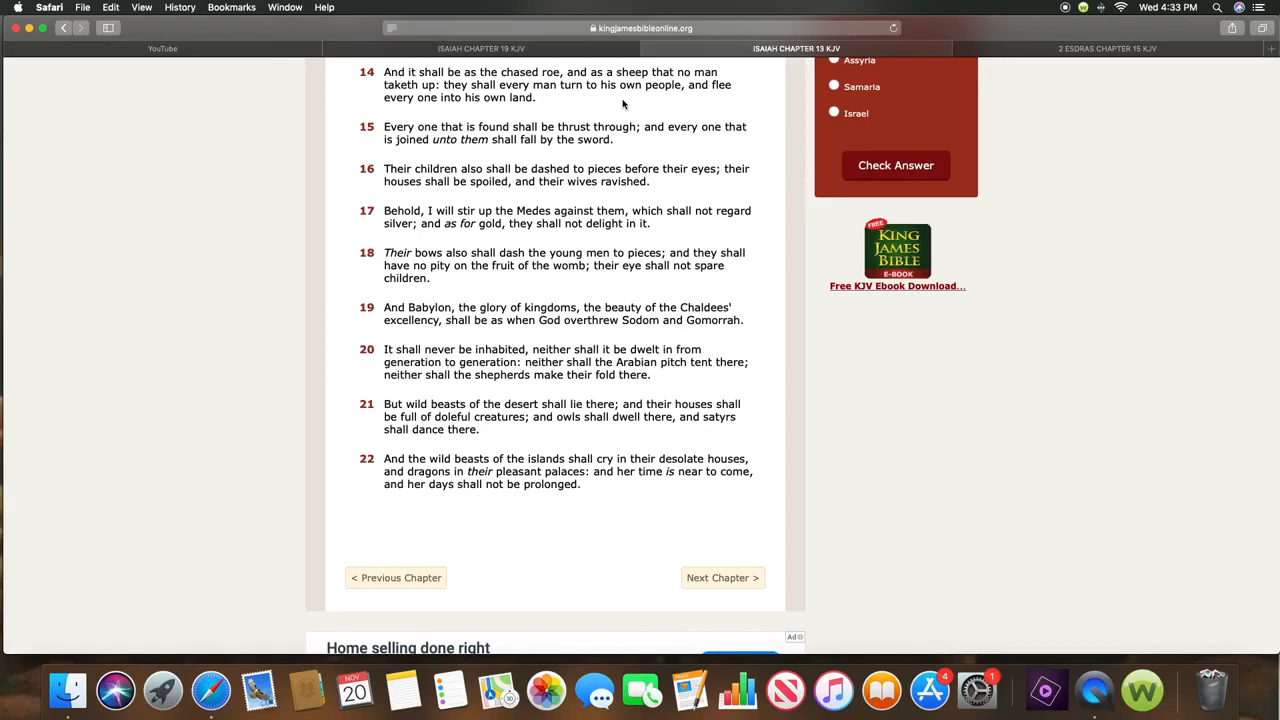 Safari File Edit View History Bookmarks Window Help
Wed 4:33 PM
kingjamesbibleonline.org
YouTube
ISAIAH CHAPTER 19 KJV
ISAIAH CHAPTER 13 KJV
2 ESDRAS CHAPTER 15 KJV
14 And it shall be as the chased roe, and as a sheep that no man
taketh up: they shall every man turn to his own people, and flee
every one into his own land.
15 Every one that is found shall be thrust through; and every one that
is joined unto them shall fall by the sword.
16 Their children also shall be dashed to pieces before their eyes; their
houses shall be spoiled, and their wives ravished.
17 Behold, I will stir up the Medes against them, which shall not regard
silver; and as for gold, they shall not delight in it.
18 Their bows also shall dash the young men to pieces; and they shall
have no pity on the fruit of the womb; their eye shall not spare
children.
19 And Babylon, the glory of kingdoms, the beauty of the Chaldees'
excellency, shall be as when God overthrew Sodom and Gomorrah.
20 It shall never be inhabited, neither shall it be dwelt in from
generation to generation: neither shall the Arabian pitch tent there;
neither shall the shepherds make their fold there.
21 But wild beasts of the desert shall lie there; and their houses shall
be full of doleful creatures; and owls shall dwell there, and satyrs
shall dance there.
22 And the wild beasts of the islands shall cry in their desolate houses,
and dragons in their pleasant palaces: and her time is near to come,
and her days shall not be prolonged.
< Previous Chapter
Next Chapter >
Ad
Home selling done right
Assyria
Samaria
Israel
Check Answer
FREE
KING
JAMES
BIBLE
E-BOOK
Free KJV Ebook Download...
NOV
20
4
1
W